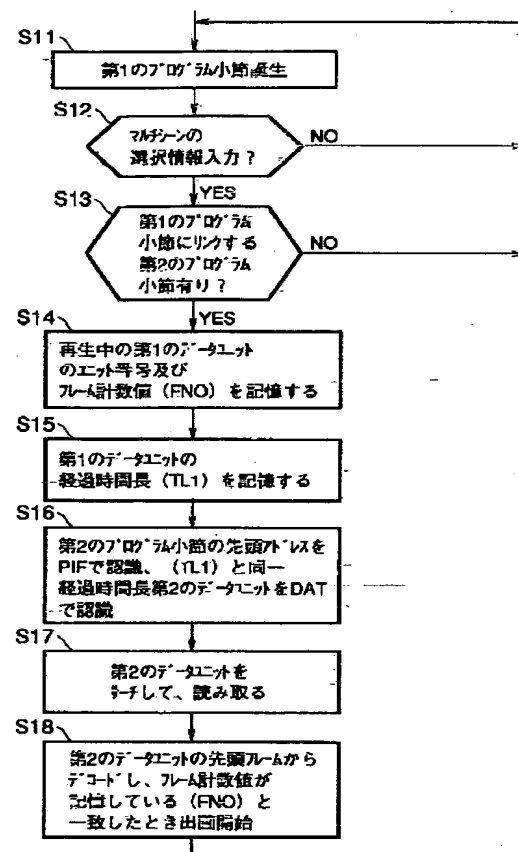 S11
第1のプログラム小節誕生
S12
マルチシーンの
選択情報入力？
NO
YES
S13
第1のプログラム
小節にリンクする
第2のプログラム
小節有り？
NO
YES
S14
再生中の第1のデータユニット
のユニット番号及び
フレーム計数値（FNO）を記憶する
S15
第1のデータユニットの
経過時間長（TL1）を記憶する
S16
第2のプログラム小節の先頭アドレスを
PIFで認識、（TL1）と同一
経過時間長第2のデータユニットをDAT
で認識
S17
第2のデータユニットを
サーチして、読み取る
S18
第2のデータユニットの先頭フレームから
デコードし、フレーム計数値が
記憶している（FNO）と
一致したとき出画開始